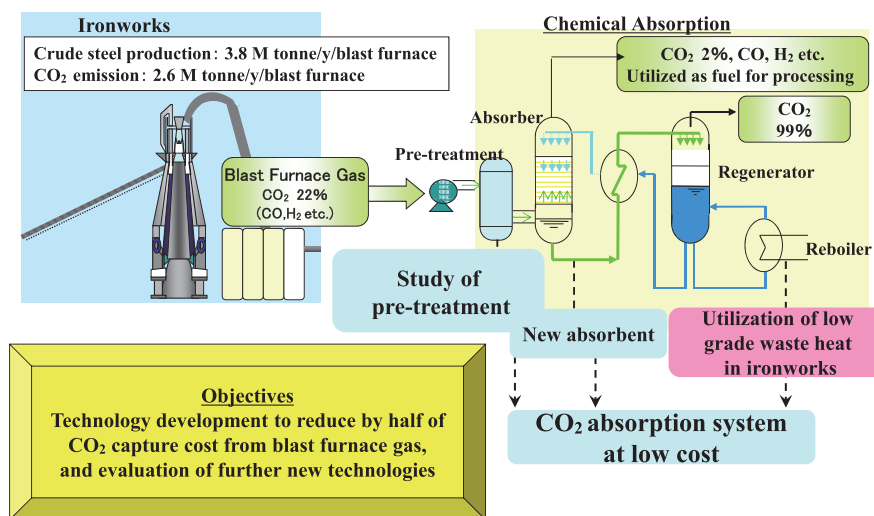 Ironworks
Crude steel production: 3.8 M tonne/y/blast furnace
CO₂ emission: 2.6 M tonne/y/blast furnace
Chemical Absorption
CO₂ 2%, CO, H₂ etc.
Utilized as fuel for processing
CO₂
99%
Absorber
Pre-treatment
Regenerator
Blast Furnace Gas
CO₂ 22%
(CO,H₂ etc.)
Reboiler
Study of
pre-treatment
New absorbent
Utilization of low
grade waste heat
in ironworks
Objectives
Technology development to reduce by half of
CO₂ capture cost from blast furnace gas,
and evaluation of further new technologies
CO₂ absorption system
at low cost